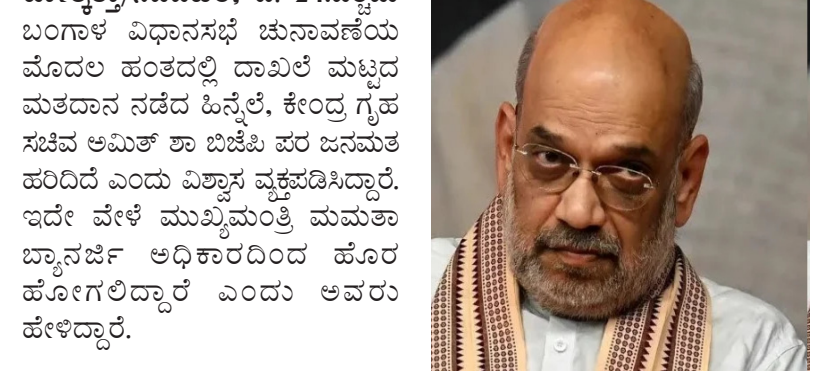 ಬಂಗಾಳ ವಿಧಾನಸಭೆ ಚುನಾವಣೆಯ
ಮೊದಲ ಹಂತದಲ್ಲಿ ದಾಖಲೆ ಮಟ್ಟದ
ಮತದಾನ ನಡೆದ ಹಿನ್ನೆಲೆ, ಕೇಂದ್ರ ಗೃಹ
ಸಚಿವ ಅಮಿತ್ ಶಾ ಬಿಜೆಪಿ ಪರ ಜನಮತ
ಹರಿದಿದೆ ಎಂದು ವಿಶ್ವಾಸ ವ್ಯಕ್ತಪಡಿಸಿದ್ದಾರೆ.
ಇದೇ ವೇಳೆ ಮುಖ್ಯಮಂತ್ರಿ ಮಮತಾ
ಬ್ಯಾನರ್ಜಿ ಅಧಿಕಾರದಿಂದ ಹೊರ
ಹೋಗಲಿದ್ದಾರೆ ಎಂದು ಅವರು
ಹೇಳಿದ್ದಾರೆ.